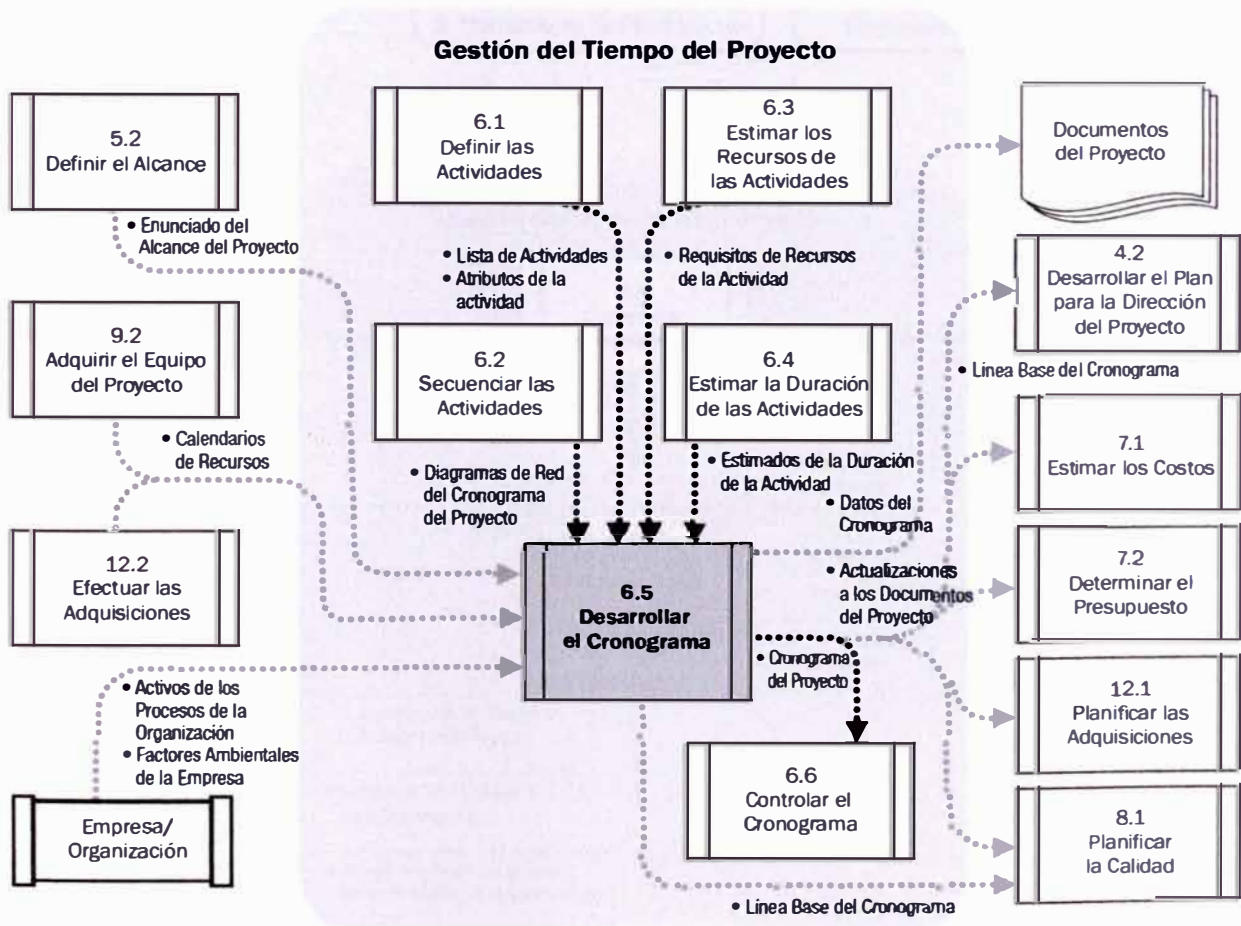 Gestión del Tiempo del Proyecto
5.2
Definir el Alcance
• Enunciado del
Alcance del Proyecto
9.2
Adquirir el Equipo
del Proyecto
• Calendarios
de Recursos
12.2
Efectuar las
Adquisiciones
• Activos de los
Procesos de la
Organización
• Factores Ambientales
de la Empresa
Empresa/
Organización
6.1
Definir las
Actividades
• Lista de Actividades
• Atributos de la
actividad
6.3
Estimar los
Recursos de
las Actividades
• Requisitos de Recursos
de la Actividad
6.2
Secuenciar las
Actividades
• Diagramas de Red
del Cronograma
del Proyecto
6.4
Estimar la Duración
de las Actividades
• Estimados de la Duración
de la Actividad
• Datos del
Cronograma
6.5
Desarrollar
el Cronograma
• Actualizaciones
a los Documentos
del Proyecto
• Cronograma
del Proyecto
6.6
Controlar el
Cronograma
• Línea Base del Cronograma
Documentos
del Proyecto
4.2
Desarrollar el Plan
para la Dirección
del Proyecto
• Línea Base del Cronograma
7.1
Estimar los Costos
7.2
Determinar el
Presupuesto
12.1
Planificar las
Adquisiciones
8.1
Planificar
la Calidad